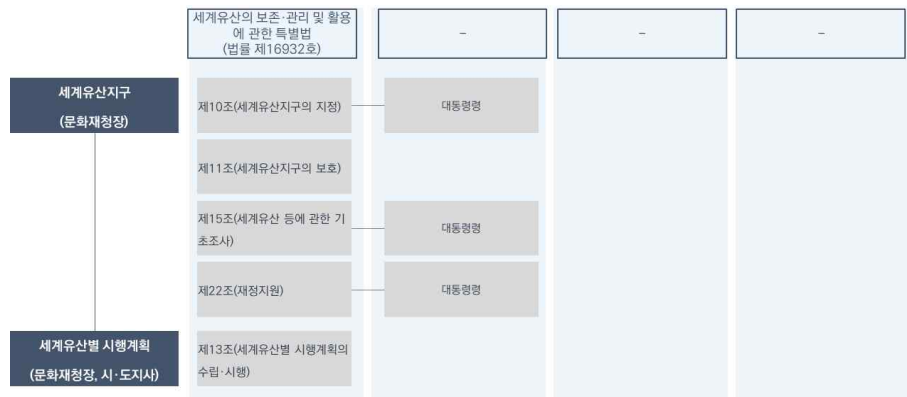 세계유산의 보존·관리 및 활용
에 관한 특별법
(법률 제16932호)
–
–
–
세계유산지구
(문화재청장)
제10조(세계유산지구의 지정)
대통령령
제11조(세계유산지구의 보호)
제15조(세계유산 등에 관한 기
초조사)
대통령령
제22조(재정지원)
대통령령
세계유산별 시행계획
(문화재청장, 시·도지사)
제13조(세계유산별 시행계획의
수립·시행)